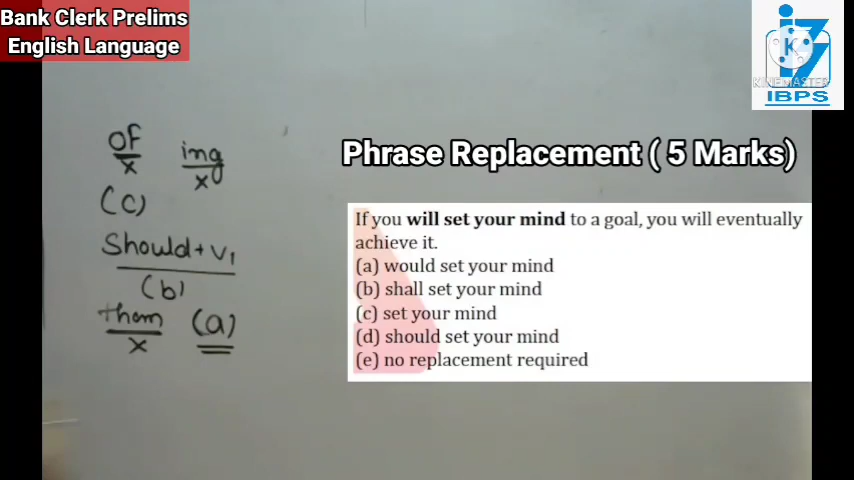 Bank Clerk Prelims
English Language
K
KINEMASTER
IBPS
of
x
ing
x
(c)
Should + V1
(b)
tham
x
(a)
Phrase Replacement ( 5 Marks)
If you will set your mind to a goal, you will eventually
achieve it.
(a) would set your mind
(b) shall set your mind
(c) set your mind
(d) should set your mind
(e) no replacement required